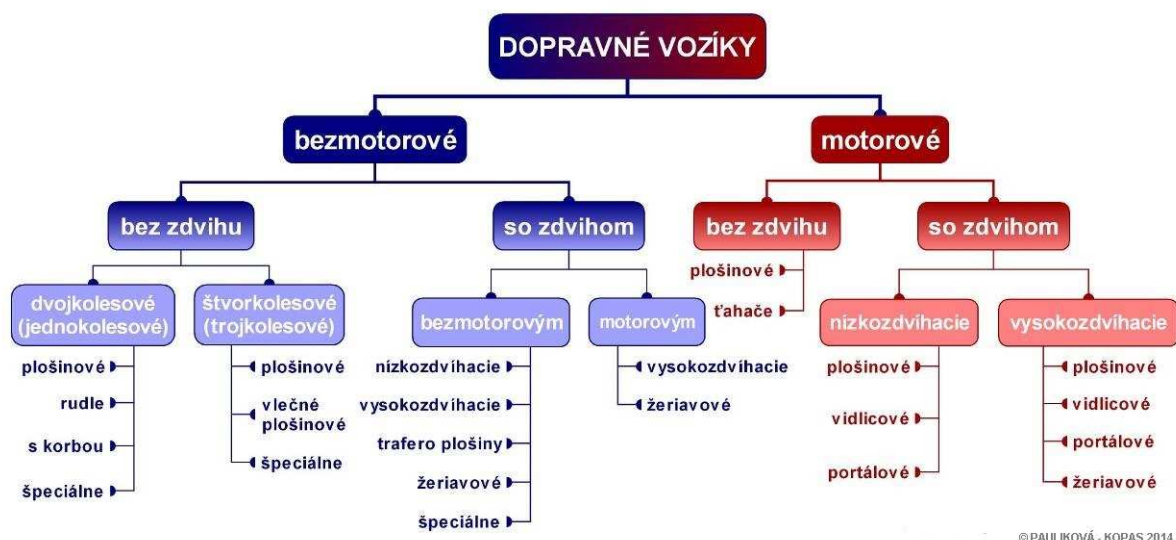 DOPRAVNÉ VOZÍKY
bezmotorové
motorové
bez zdvihu
so zdvihom
bez zdvihu
so zdvihom
dvojkolesové
(jednokolesové)
štvorkolesové
(trojkolesové)
bezmotorovým
motorovým
plošinové
ťahače
nízkozdvíhacie
vysokozdvíhacie
plošinové
rudle
s korbou
špeciálne
plošinové
vlečné
plošinové
špeciálne
nízkozdvíhacie
vysokozdvíhacie
trafero plošiny
žeriavové
špeciálne
vysokozdvíhacie
žeriavové
plošinové
vidlicové
portálové
plošinové
vidlicové
portálové
žeriavové
© PAULIKOVÁ - KOPAS 2014